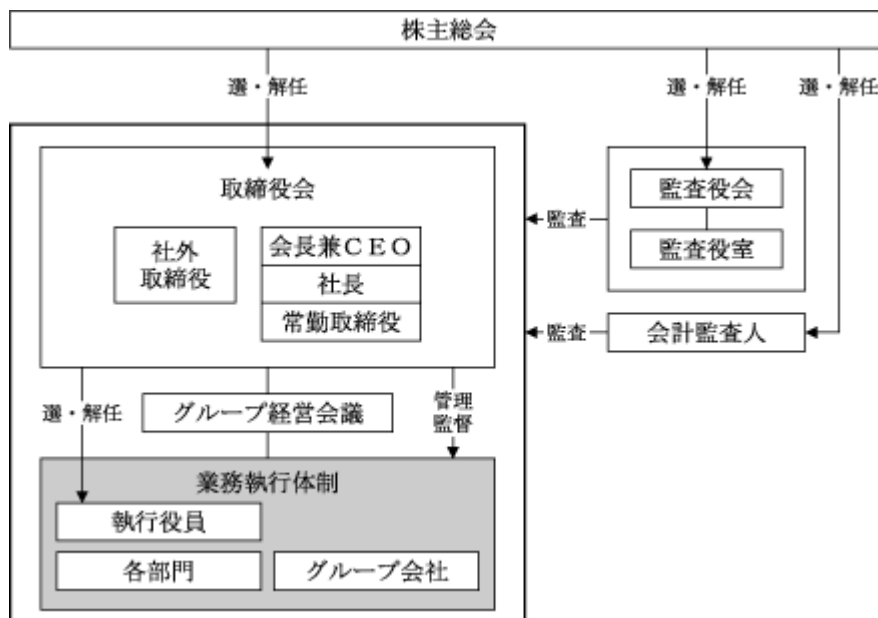 株主総会
選・解任
選・解任
選・解任
取締役会
社外
取締役
会長兼CEO
社長
常勤取締役
監査役会
監査役室
監査
監査
会計監査人
選・解任
グループ経営会議
管理
監督
業務執行体制
執行役員
各部門
グループ会社